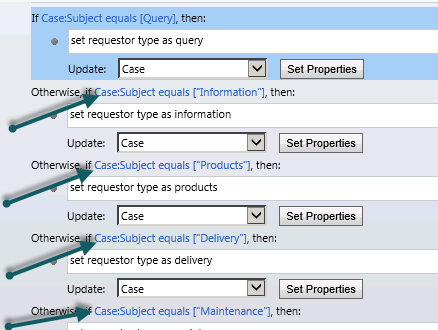 If Case:Subject equals [Query], then:
set requestor type as query
Update: Case Set Properties
Otherwise, if Case:Subject equals ["Information"], then:
set requestor type as information
Update: Case Set Properties
Otherwise, if Case:Subject equals ["Products"], then:
set requestor type as products
Update: Case Set Properties
Otherwise, if Case:Subject equals ["Delivery"], then:
set requestor type as delivery
Update: Case Set Properties
Otherwise, if Case:Subject equals ["Maintenance"], then: